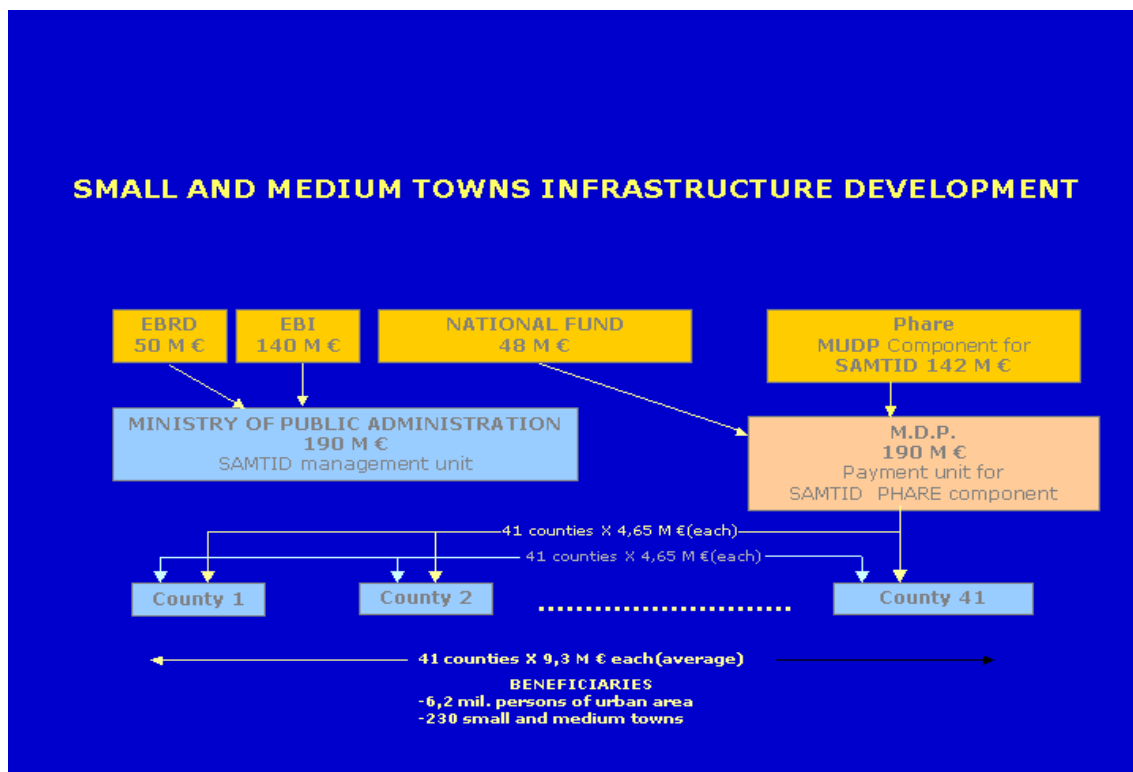 SMALL AND MEDIUM TOWNS INFRASTRUCTURE DEVELOPMENT
EBRD
50 M €
EBI
140 M €
NATIONAL FUND
48 M €
Phare
MUDP Component for
SAMTID 142 M €
MINISTRY OF PUBLIC ADMINISTRATION
190 M €
SAMTID management unit
M.D.P.
190 M €
Payment unit for
SAMTID PHARE component
41 counties X 4,65 M €(each)
41 counties X 4,65 M €(each)
County 1
County 2
............................
County 41
41 counties X 9,3 M € each(average)
BENEFICIARIES
-6,2 mil. persons of urban area
-230 small and medium towns